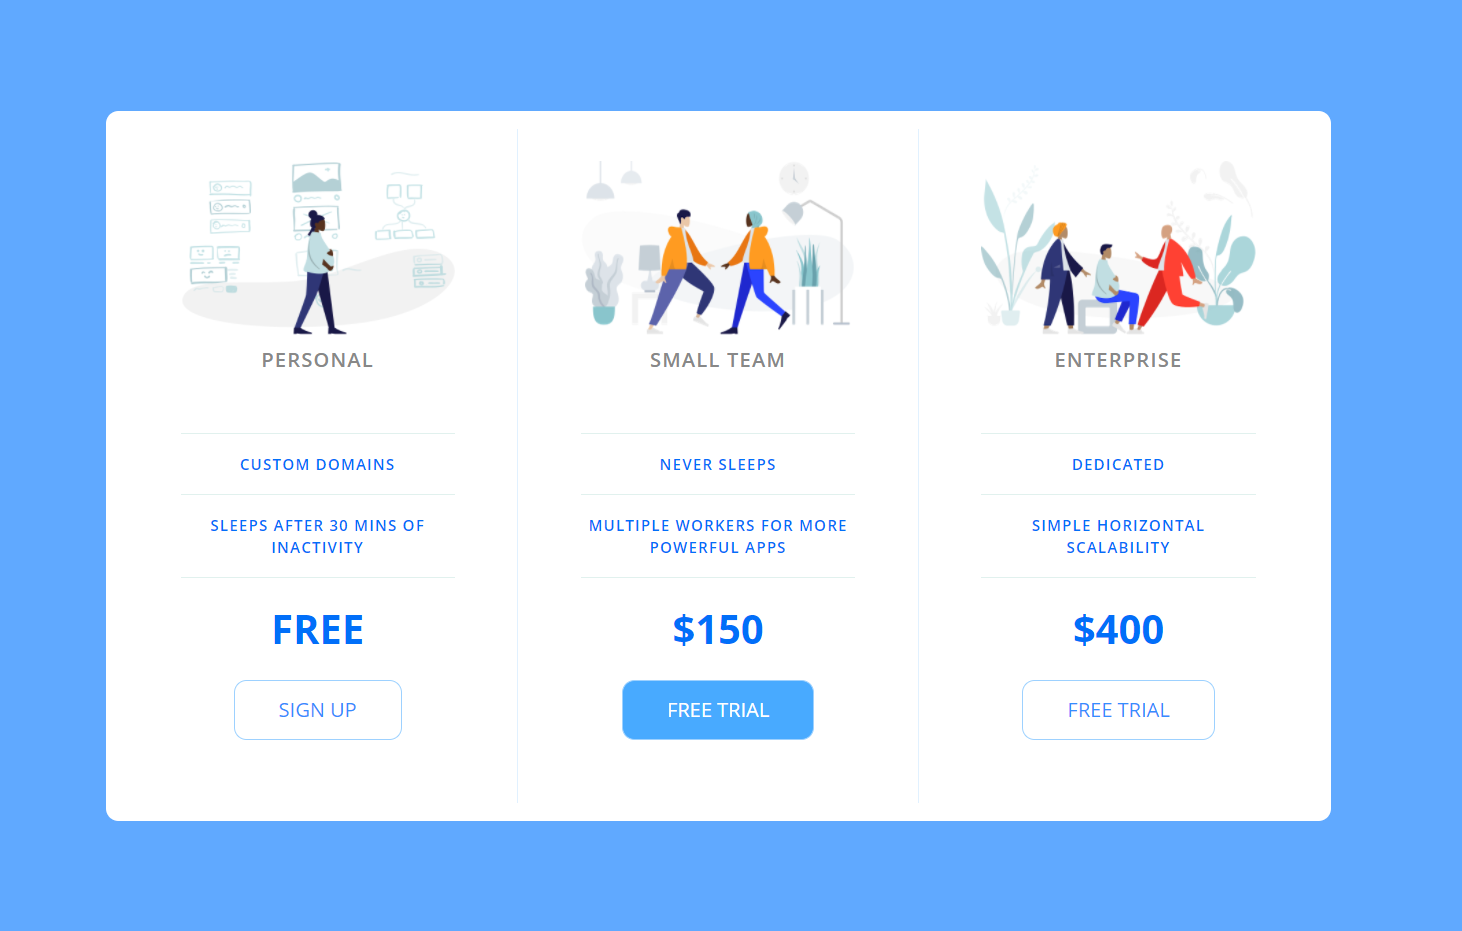 PERSONAL
CUSTOM DOMAINS
SLEEPS AFTER 30 MINS OF
INACTIVITY
FREE
SIGN UP
SMALL TEAM
NEVER SLEEPS
MULTIPLE WORKERS FOR MORE
POWERFUL APPS
$150
FREE TRIAL
ENTERPRISE
DEDICATED
SIMPLE HORIZONTAL
SCALABILITY
$400
FREE TRIAL